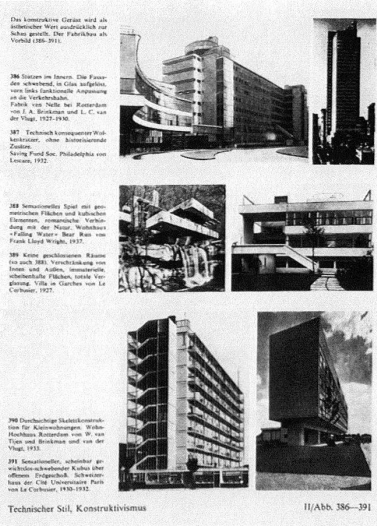 Das konstruktive Gerüst wird als
ästhetischer Wert ausdrücklich zur
Schau gestellt. Der Fabrikbau als
Vorbild (386–391).
386 Stützen im Innern. Die Fassa-
den schwebend, in Glas aufgelöst,
vorn links funktionelle Anpassung
an die Verkehrsbahn.
Fabrik van Nelle bei Rotterdam
von J. A. Brinkman und L. C. van
der Vlugt, 1927–1930.
387 Technisch konsequenter Wol-
kenkratzer, ohne historisierende
Zusätze.
Saving Fund Soc. Philadelphia von
Lescaze, 1932.
388 Sensationelles Spiel mit geo-
metrischen Flächen und kubischen
Elementen, romantische Verbin-
dung mit der Natur. Wohnhaus
«Falling Water» Bear Run von
Frank Lloyd Wright, 1937.
389 Keine geschlossenen Räume
(so auch 388). Verschränkung von
Innen und Außen, immaterielle,
scheibenhafte Flächen, totale Ver-
glasung. Villa in Garches von Le
Corbusier, 1927.
390 Durchsichtige Skelettkonstruk-
tion für Kleinwohnungen. Wohn-
Hochhaus Rotterdam von W. van
Tijen und Brinkman und van der
Vlugt, 1933.
391 Sensationeller, scheinbar ge-
wichtslos-schwebender Kubus über
offenem Erdgeschoß. Schweizer-
haus der Cité Universitaire Paris
von Le Corbusier, 1930–1932.
Technischer Stil, Konstruktivismus
II/Abb. 386—391